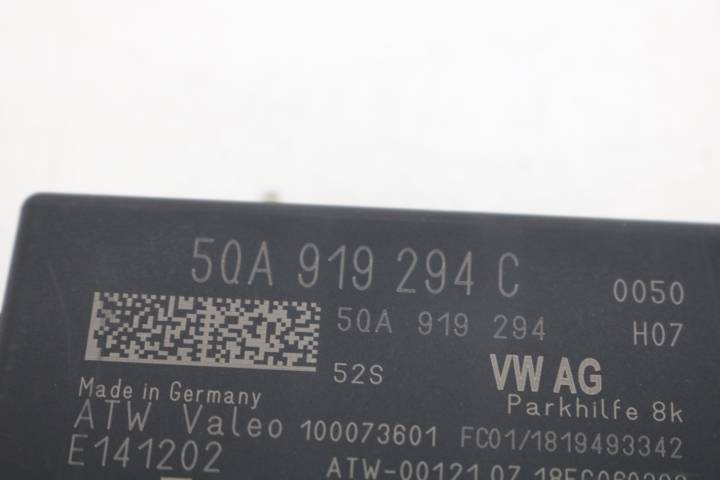 5QA 919 294 C 0050
5QA 919 294 H07
52S VW AG
Made in Germany Parkhilfe 8k
ATW Valeo 100073601 FC01/1819493342
E141202